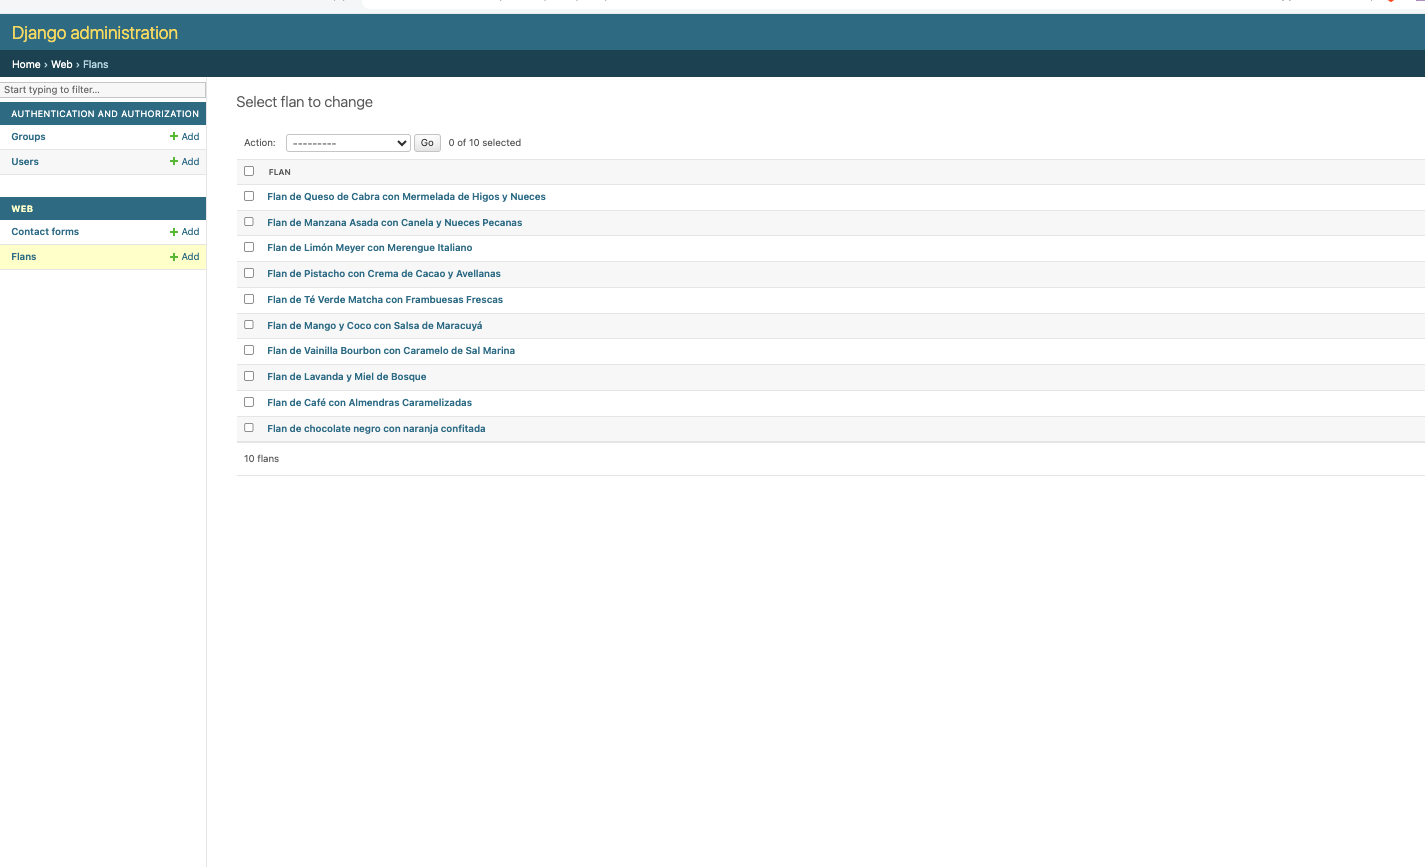 Django administration
Home › Web › Flans
Start typing to filter...
AUTHENTICATION AND AUTHORIZATION
Groups + Add
Users + Add
WEB
Contact forms + Add
Flans + Add
Select flan to change
Action: --------- Go 0 of 10 selected
FLAN
Flan de Queso de Cabra con Mermelada de Higos y Nueces
Flan de Manzana Asada con Canela y Nueces Pecanas
Flan de Limón Meyer con Merengue Italiano
Flan de Pistacho con Crema de Cacao y Avellanas
Flan de Té Verde Matcha con Frambuesas Frescas
Flan de Mango y Coco con Salsa de Maracuyá
Flan de Vainilla Bourbon con Caramelo de Sal Marina
Flan de Lavanda y Miel de Bosque
Flan de Café con Almendras Caramelizadas
Flan de chocolate negro con naranja confitada
10 flans